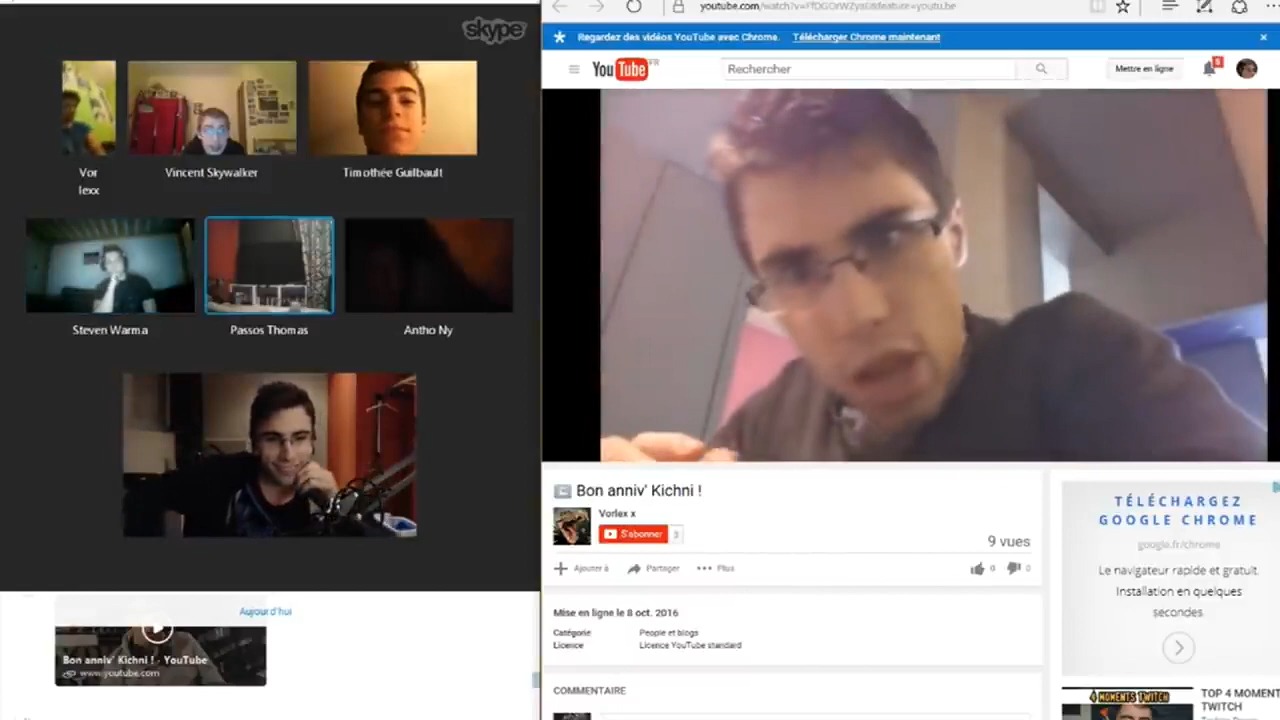 skype
Vor
lexx
Vincent Skywalker
Timothée Guilbault
Steven Warma
Passos Thomas
Antho Ny
Aujourd'hui
Bon anniv' Kichni ! - YouTube
www.youtube.com
Regardez des vidéos YouTube avec Chrome. Télécharger Chrome maintenant
YouTube FR
Rechercher
Mettre en ligne
Bon anniv' Kichni !
Vorlex x
S'abonner 3
9 vues
Ajouter à
Partager
Plus
0
0
Mise en ligne le 8 oct. 2016
Catégorie People et blogs
Licence Licence YouTube standard
COMMENTAIRE
TÉLÉCHARGEZ
GOOGLE CHROME
google.fr/chrome
Le navigateur rapide et gratuit.
Installation en quelques
secondes.
4 MOMENTS TWITCH
TOP 4 MOMENT
TWITCH